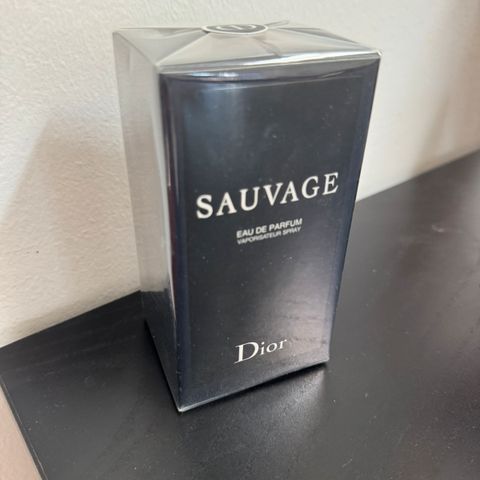 SAUVAGE
EAU DE PARFUM
VAPORISATEUR SPRAY
Dior